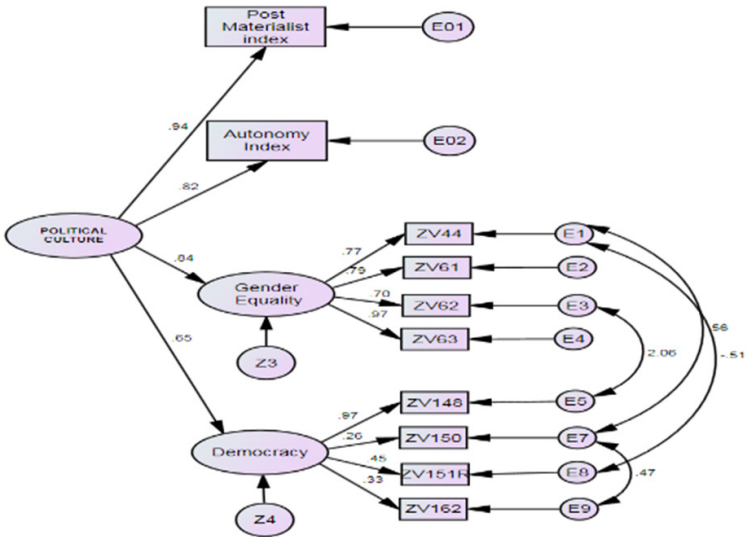 Post
Materialist
index
E01
.94
Autonomy
Index
E02
.82
POLITICAL
CULTURE
.84
Gender
Equality
Z3
.77
ZV44
E1
.79
ZV61
E2
.70
ZV62
E3
.97
ZV63
E4
.56
-.51
2.06
.65
Democracy
Z4
.97
ZV148
E5
.26
ZV150
E7
.45
ZV151R
E8
.33
ZV162
E9
.47